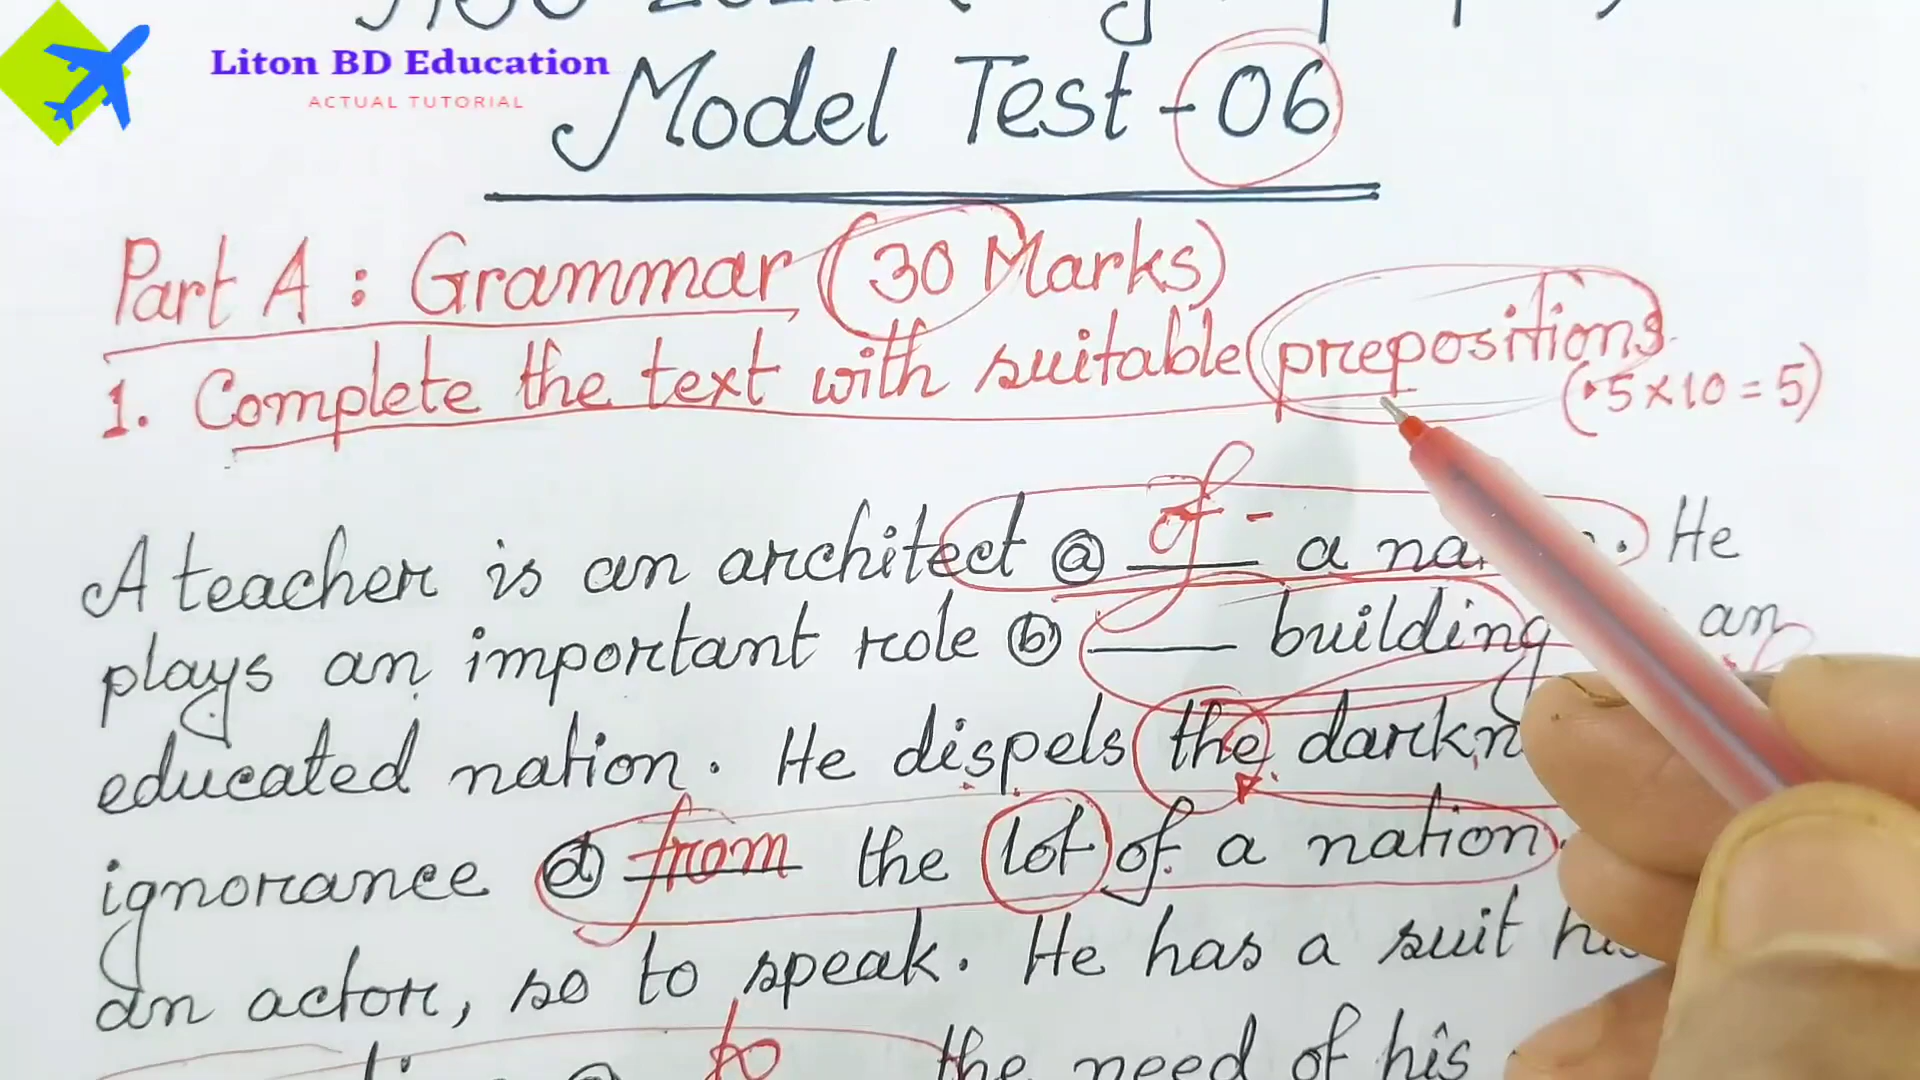 Liton BD Education
ACTUAL TUTORIAL
Model Test-06
Part A : Grammar (30 Marks)
1. Complete the text with suitable prepositions.
(.5×10=5)
A teacher is an architect (a) of a. He
plays an important role (b) ___ building an
educated nation. He dispels the
ignorance (d) from the lot of a nation.
an actor, so to speak. He has a suit
to the need of his